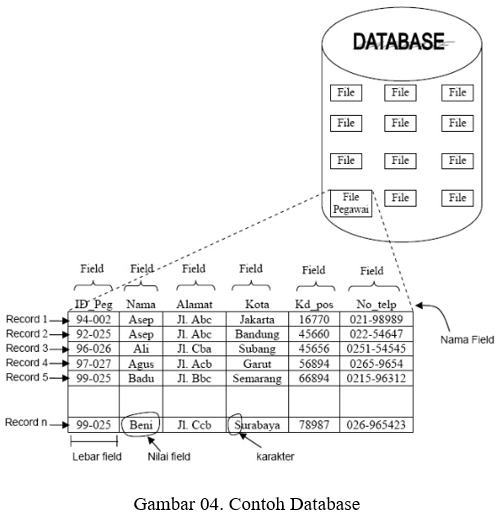 DATABASE
File File File
File File File
File File File
File Pegawai File File
Field Field Field Field Field Field
ID_Peg Nama Alamat Kota Kd_pos No_telp
Nama Field
Record 1 94-002 Asep Jl. Abc Jakarta 16770 021-98989
Record 2 92-025 Asep Jl. Abc Bandung 45660 022-54647
Record 3 96-026 Ali Jl. Cba Subang 45656 0251-54545
Record 4 97-027 Agus Jl. Acb Garut 56894 0265-9654
Record 5 99-025 Badu Jl. Bbc Semarang 66894 0215-96312
Record n 99-025 Beni Jl. Ccb Surabaya 78987 026-965423
Lebar field Nilai field karakter
Gambar 04. Contoh Database